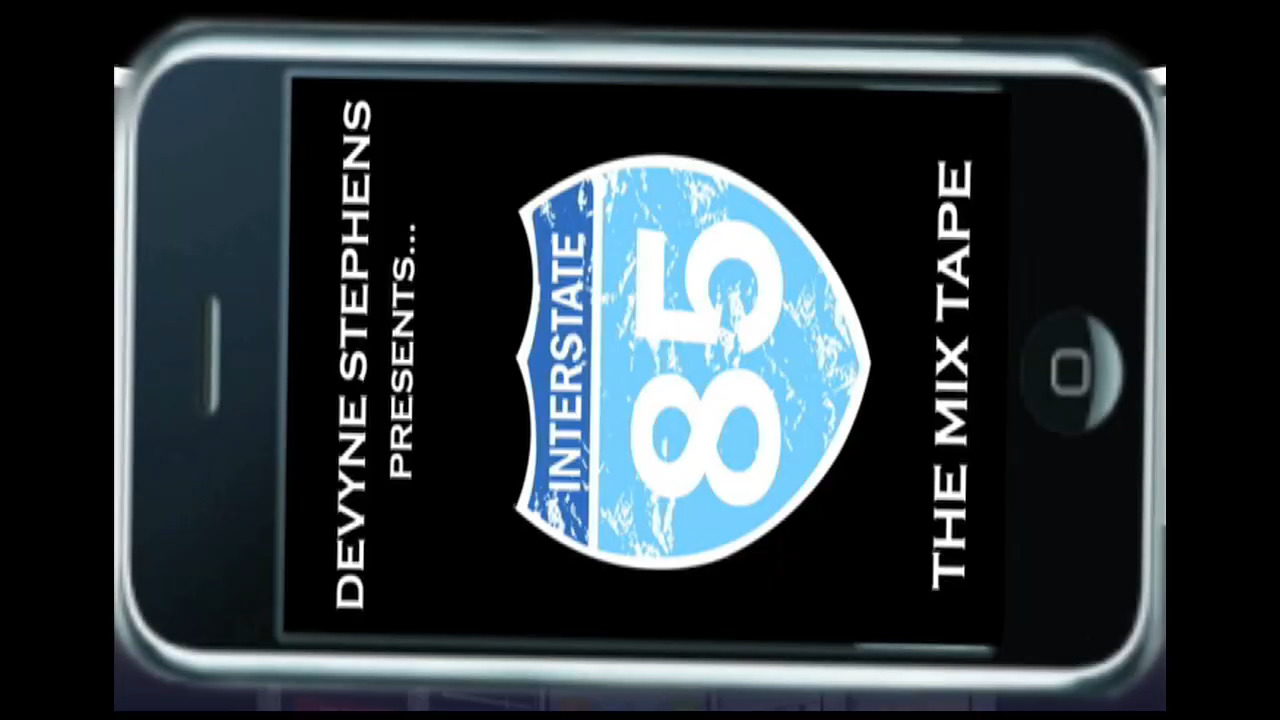 DEVYNE STEPHENS
PRESENTS...
INTERSTATE
85
THE MIX TAPE